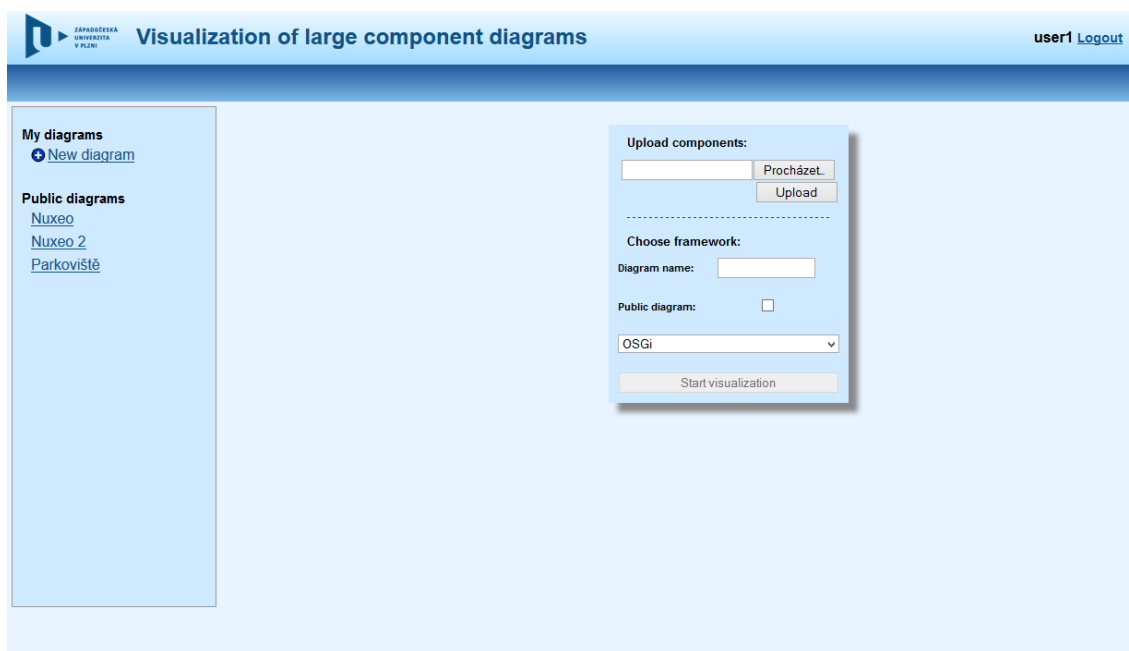 ZÁPADOČESKÁ
UNIVERZITA
V PLZNI
Visualization of large component diagrams
user1 Logout
My diagrams
New diagram
Public diagrams
Nuxeo
Nuxeo 2
Parkoviště
Upload components:
Procházet..
Upload
Choose framework:
Diagram name:
Public diagram:
OSGi
Start visualization